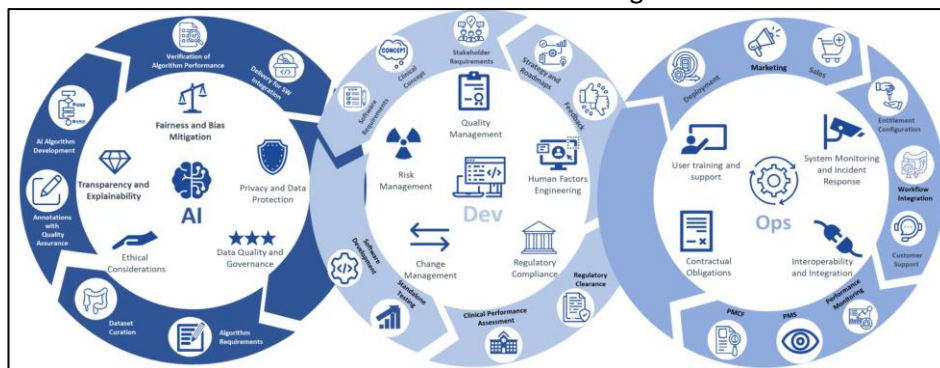 Verification of
Algorithm Performance
Delivery for SW
Integration
AI Algorithm
Development
Annotations with
Quality Assurance
Dataset
Curation
Algorithm
Requirements
Fairness and Bias
Mitigation
Transparency and
Explainability
Privacy and Data
Protection
AI
Ethical
Considerations
Data Quality and
Governance
Software
Requirements
Clinical
Concept
CONCEPT
Stakeholder
Requirements
Strategy and
Roadmaps
Feedback
Quality
Management
Risk
Management
Human Factors
Engineering
Dev
Change
Management
Regulatory
Compliance
Software
Development
Standalone
Testing
Clinical Performance
Assessment
Regulatory
Clearance
Deployment
Marketing
Sales
Entitlement
Configuration
Workflow
Integration
Customer
Support
Performance
Monitoring
PMS
PMCF
User training and
support
System Monitoring
and Incident
Response
Ops
Contractual
Obligations
Interoperability
and Integration